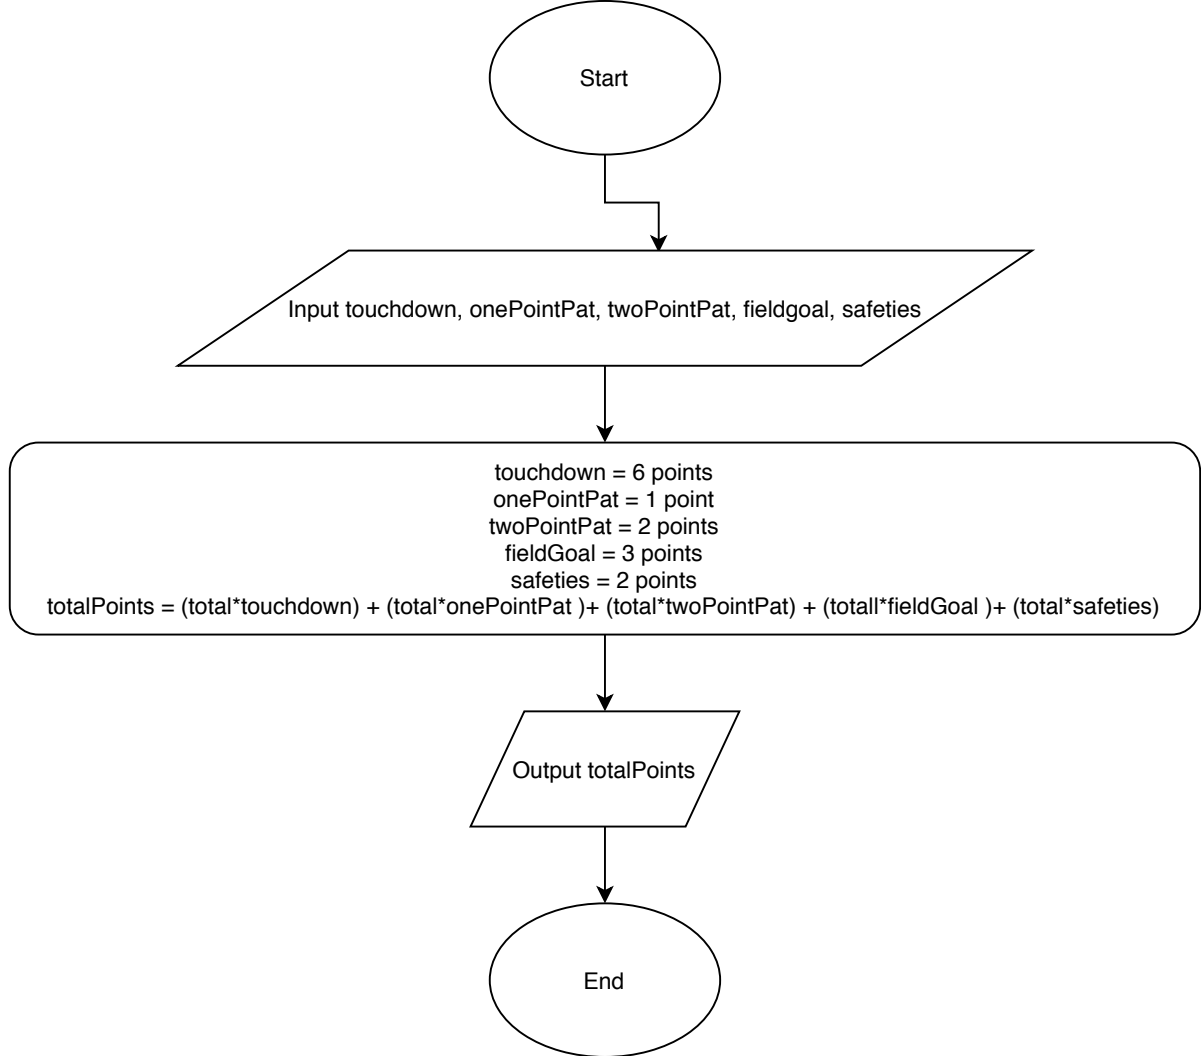 Start
Input touchdown, onePointPat, twoPointPat, fieldgoal, safeties
touchdown = 6 points
onePointPat = 1 point
twoPointPat = 2 points
fieldGoal = 3 points
safeties = 2 points
totalPoints = (total*touchdown) + (total*onePointPat )+ (total*twoPointPat) + (totall*fieldGoal )+ (total*safeties)
Output totalPoints
End